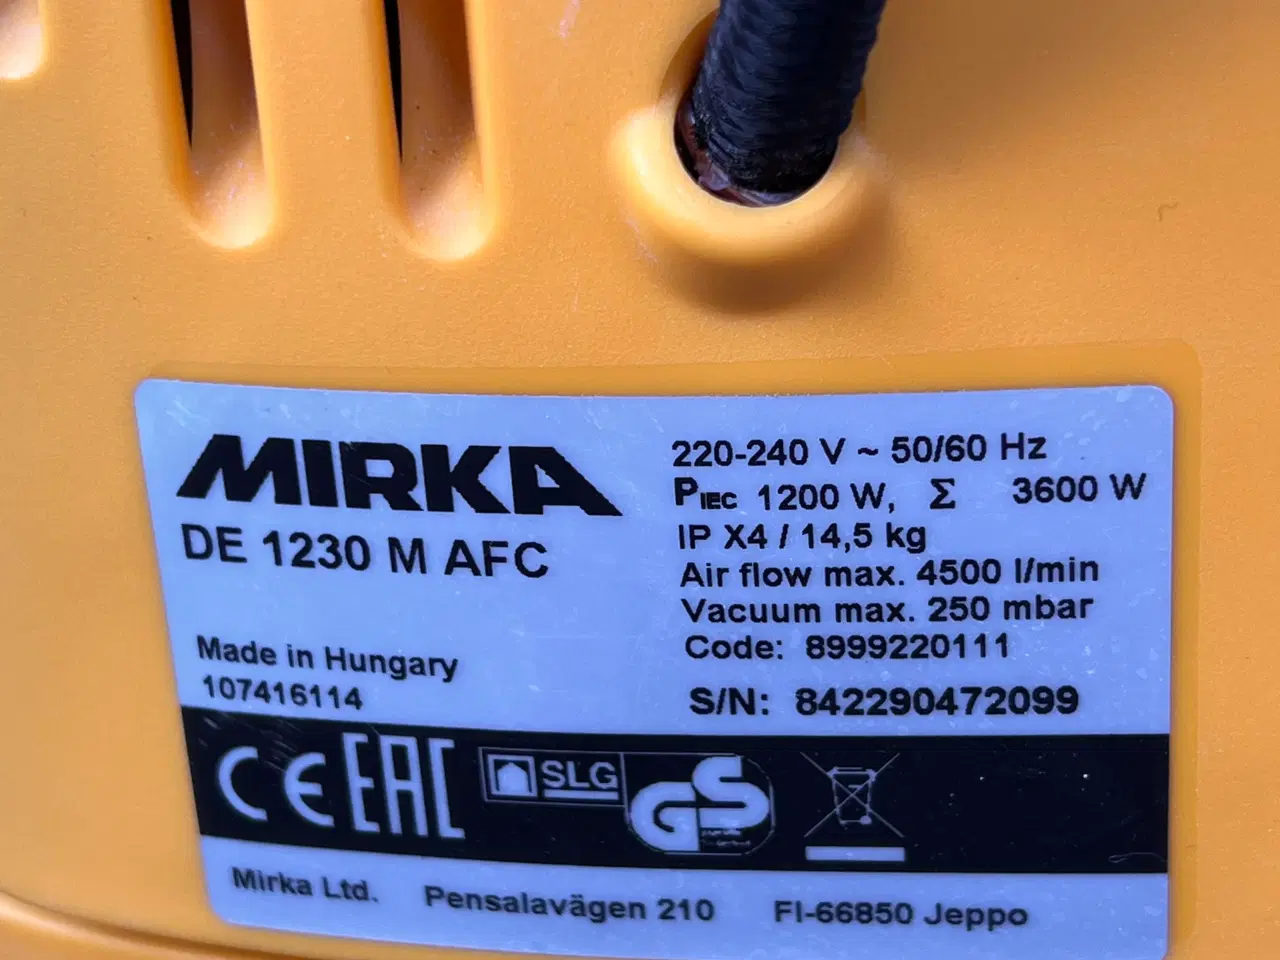 MIRKA
DE 1230 M AFC
Made in Hungary
107416114
220-240 V ~ 50/60 Hz
PIEC 1200 W, Σ 3600 W
IP X4 / 14,5 kg
Air flow max. 4500 l/min
Vacuum max. 250 mbar
Code: 8999220111
S/N: 842290472099
CE EAC SLG GS
Mirka Ltd. Pensalavägen 210 FI-66850 Jeppo